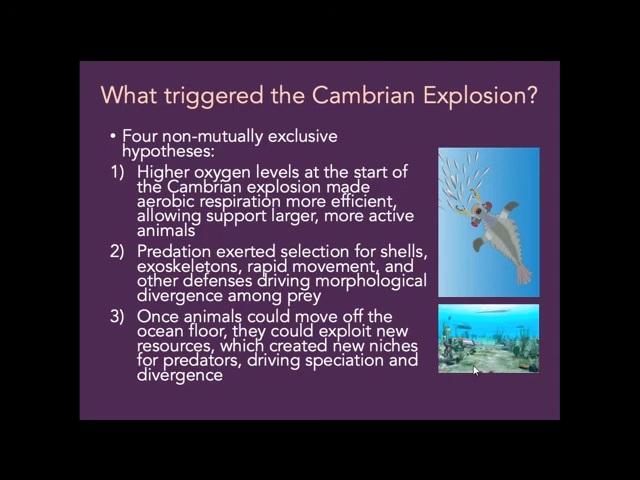 What triggered the Cambrian Explosion?
• Four non-mutually exclusive
hypotheses:
1) Higher oxygen levels at the start of
the Cambrian explosion made
aerobic respiration more efficient,
allowing support larger, more active
animals
2) Predation exerted selection for shells,
exoskeletons, rapid movement, and
other defenses driving morphological
divergence among prey
3) Once animals could move off the
ocean floor, they could exploit new
resources, which created new niches
for predators, driving speciation and
divergence